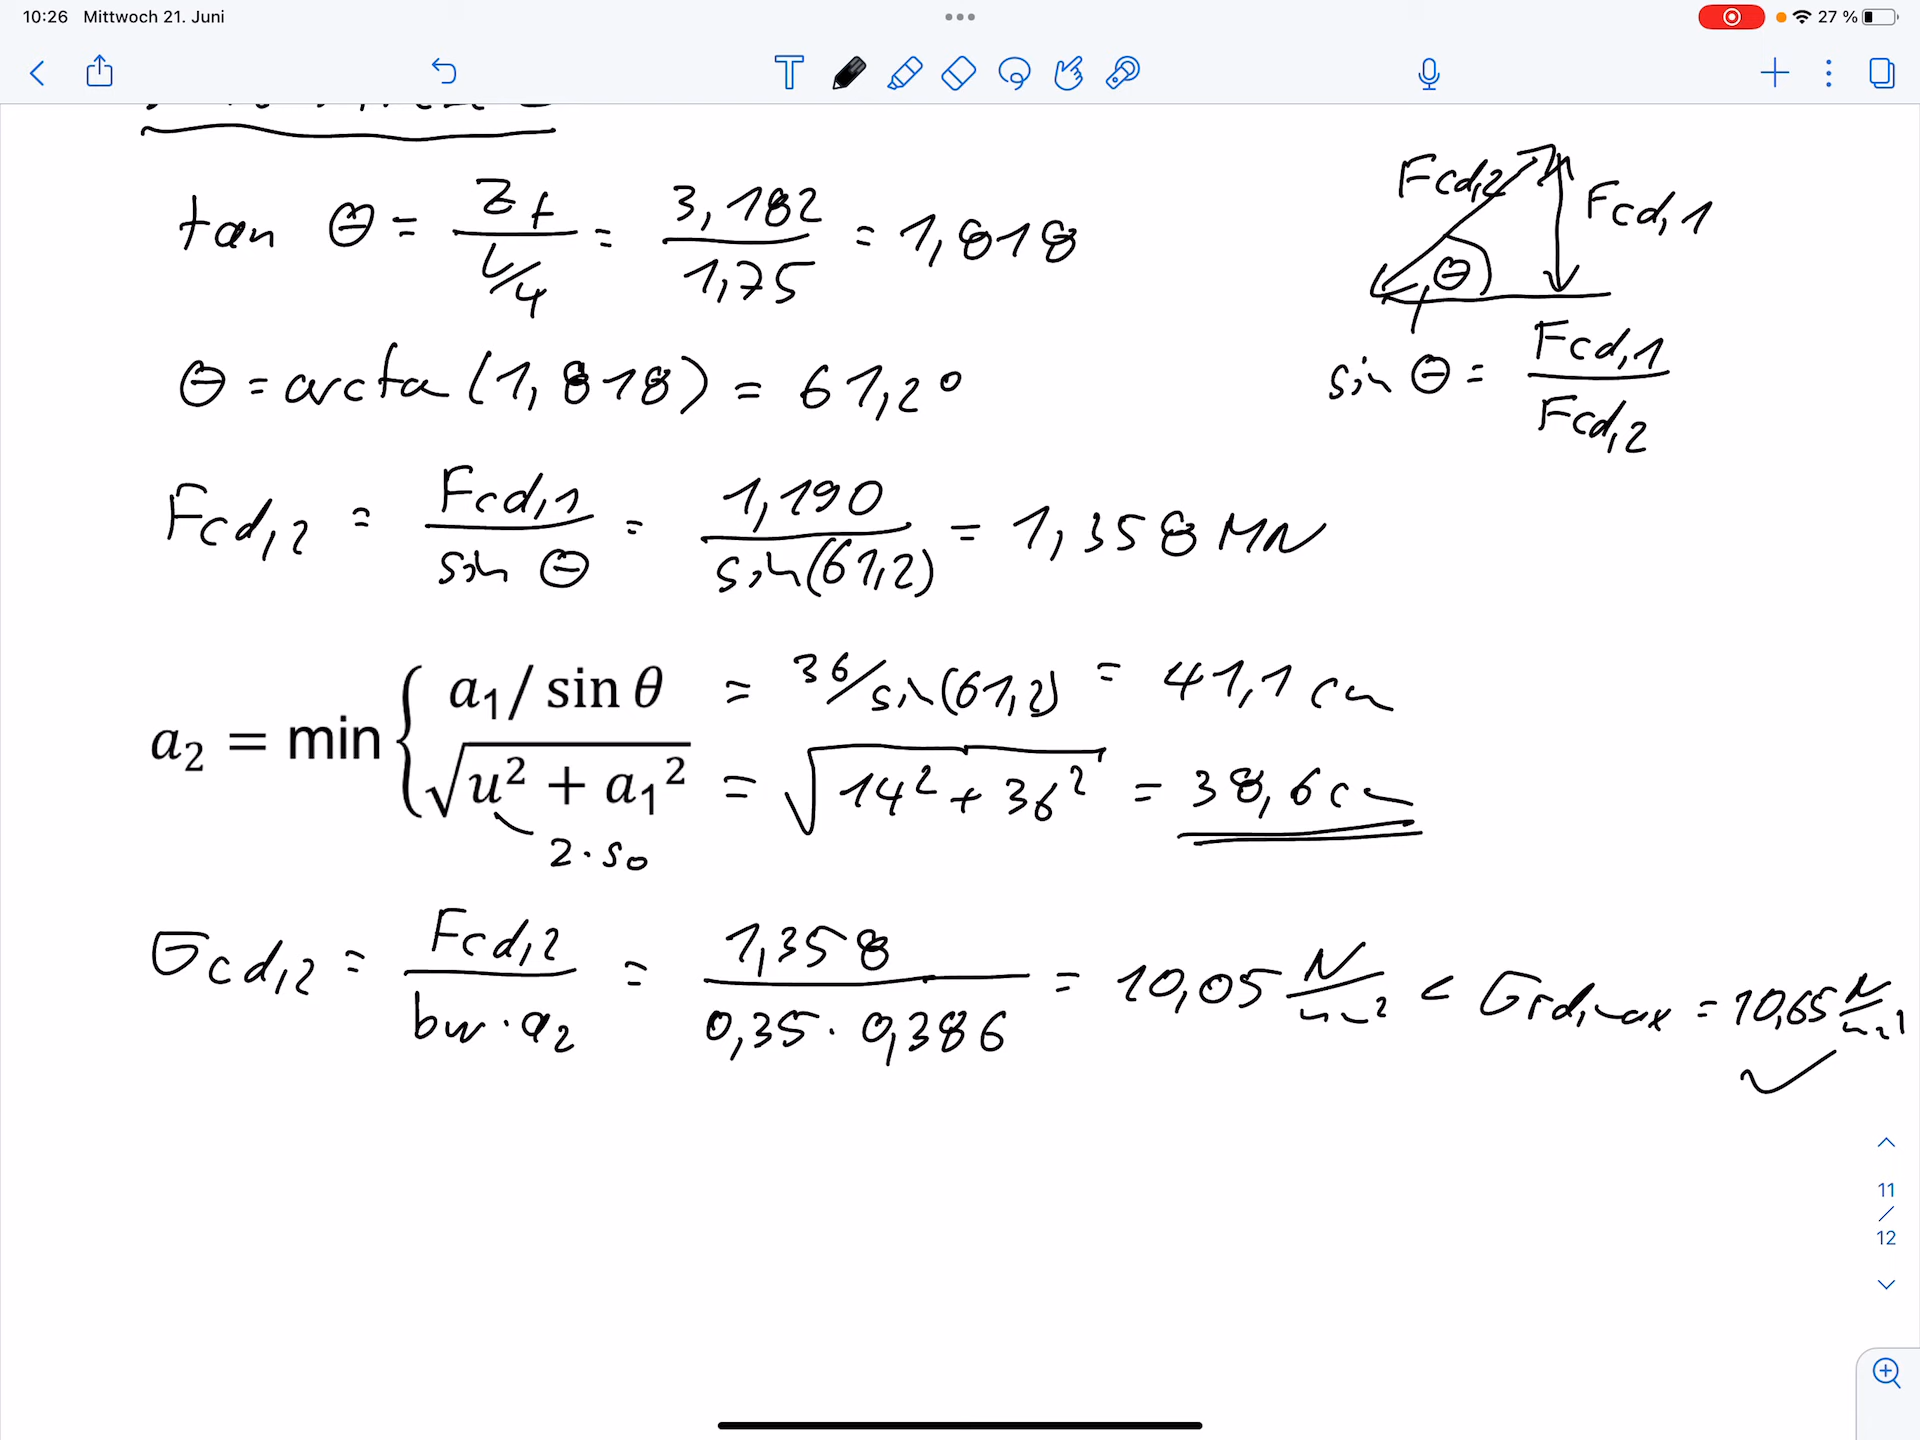 10:26 Mittwoch 21. Juni 27 %
tan Θ = zf / l/4 = 3,182 / 1,75 = 1,818
Fcd,2 Fcd,1
Θ
Θ = arcta (1,818) = 61,2°
sin Θ = Fcd,1 / Fcd,2
Fcd,2 = Fcd,1 / sin Θ = 1,190 / sin(61,2) = 1,358 MN
a₂ = min { a₁/ sin θ = 36/sin(61,2) = 41,1 cm
√u² + a₁² = √14² + 36² = 38,6 cm
2·s₀
σcd,2 = Fcd,2 / bw · a₂ = 1,358 / 0,35 · 0,386 = 10,05 N/mm² < σrd,max = 10,65 N/mm² ✓
11
/
12